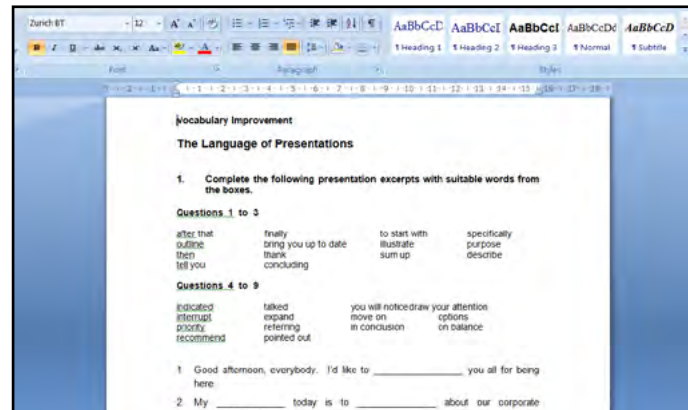 Zurich BT 12
AaBbCcD AaBbCcI AaBbCcI AaBbCcDd AaBbCcD
¶ Heading 1 ¶ Heading 2 ¶ Heading 3 ¶ Normal ¶ Subtitle
Font Paragraph Styles
Vocabulary Improvement
The Language of Presentations
1. Complete the following presentation excerpts with suitable words from
the boxes.
Questions 1 to 3
after that finally to start with specifically
outline bring you up to date illustrate purpose
then thank sum up describe
tell you concluding
Questions 4 to 9
indicated talked you will notice draw your attention
interrupt expand move on options
priority referring in conclusion on balance
recommend pointed out
1 Good afternoon, everybody. I'd like to ________________ you all for being
here
2 My ____________ today is to ______________ about our corporate